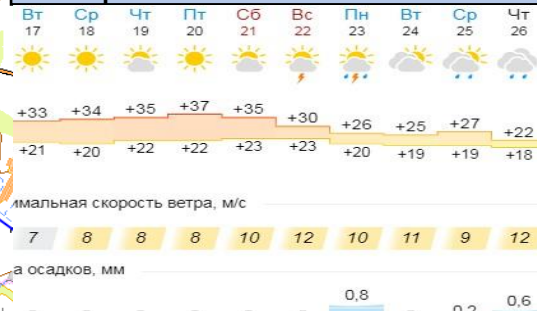 Вт Ср Чт Пт Сб Вс Пн Вт Ср Чт
17 18 19 20 21 22 23 24 25 26
+33 +34 +35 +37 +35 +30 +26 +25 +27 +22
+21 +20 +22 +22 +23 +23 +20 +19 +19 +18
имальная скорость ветра, м/с
7 8 8 8 10 12 10 11 9 12
а осадков, мм
0,8 0,2 0,6